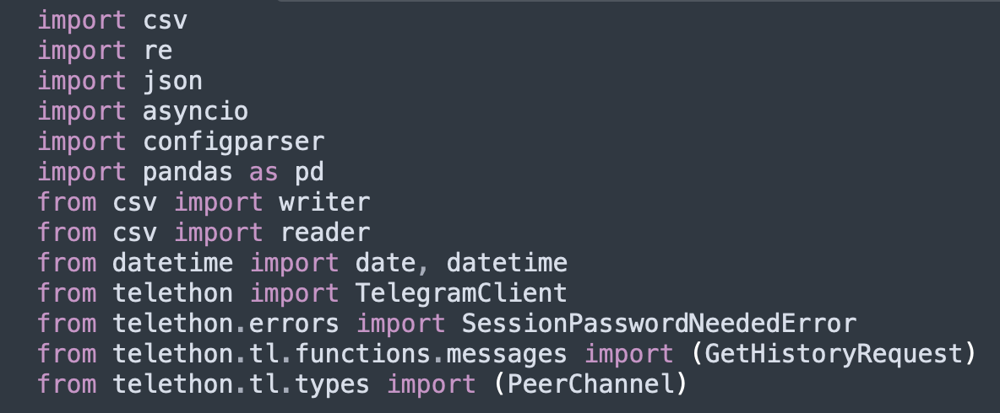 import csv
import re
import json
import asyncio
import configparser
import pandas as pd
from csv import writer
from csv import reader
from datetime import date, datetime
from telethon import TelegramClient
from telethon.errors import SessionPasswordNeededError
from telethon.tl.functions.messages import (GetHistoryRequest)
from telethon.tl.types import (PeerChannel)